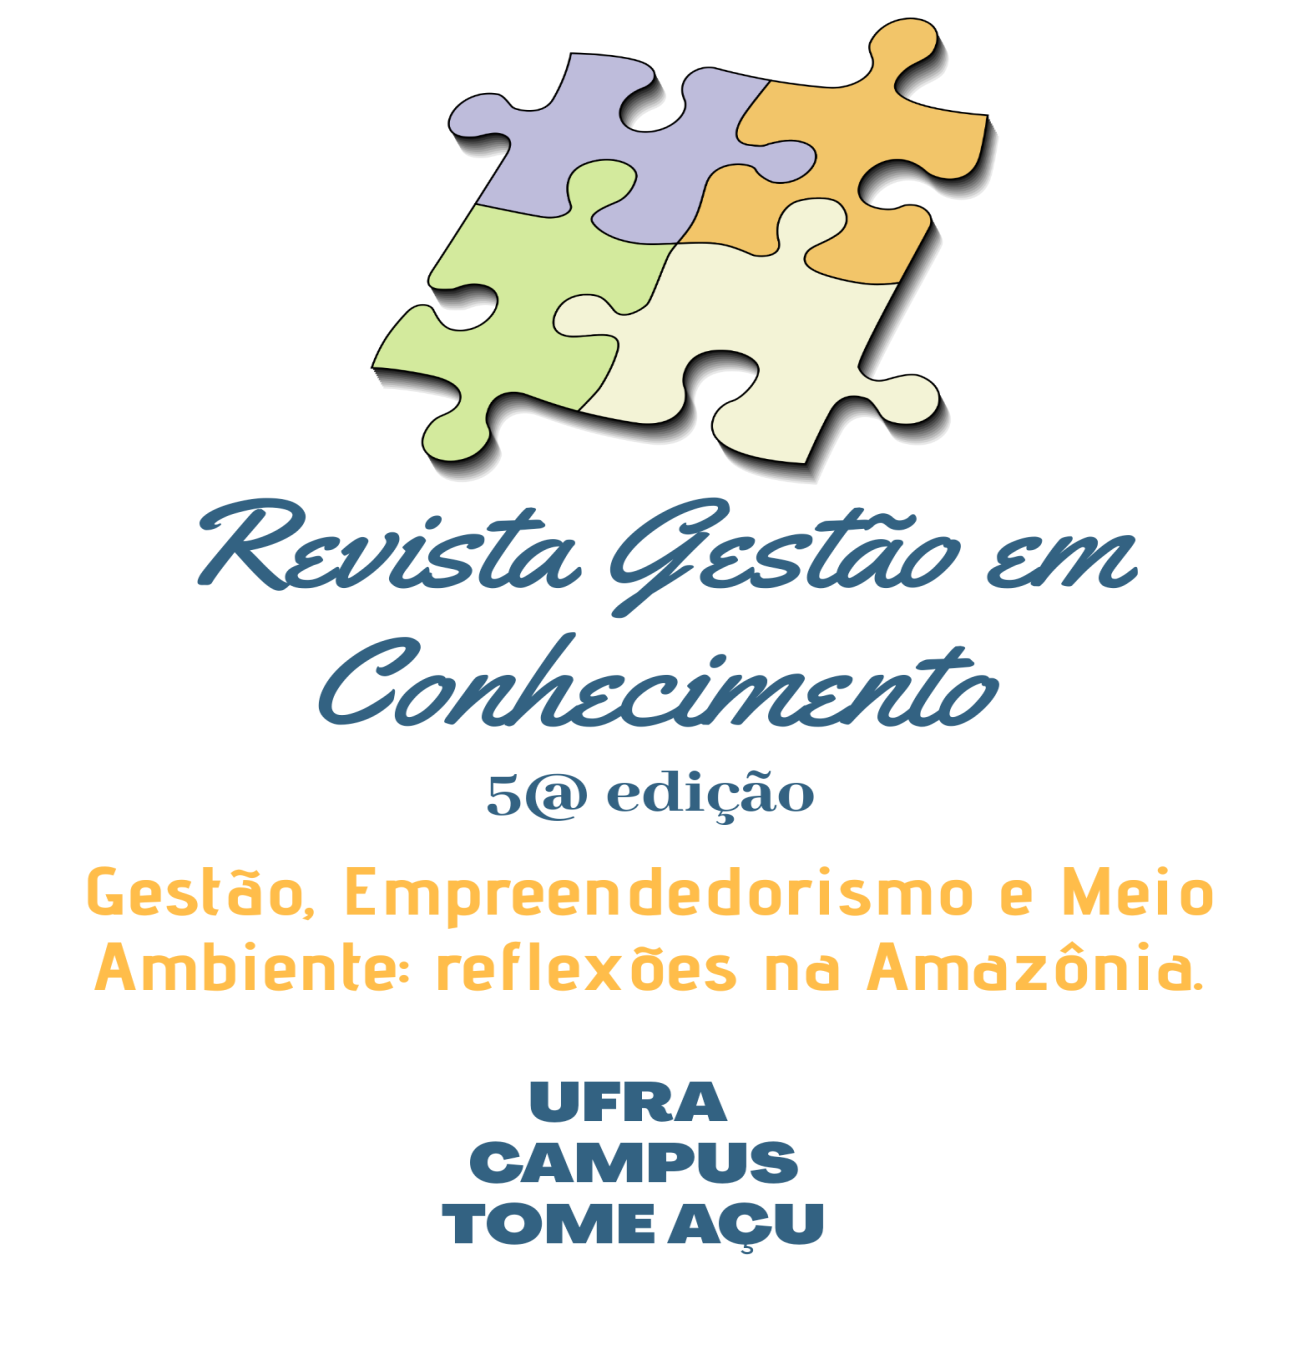 Revista Gestão em
Conhecimento
5@ edição
Gestão, Empreendedorismo e Meio
Ambiente: reflexões na Amazônia.
UFRA
CAMPUS
TOME AÇU